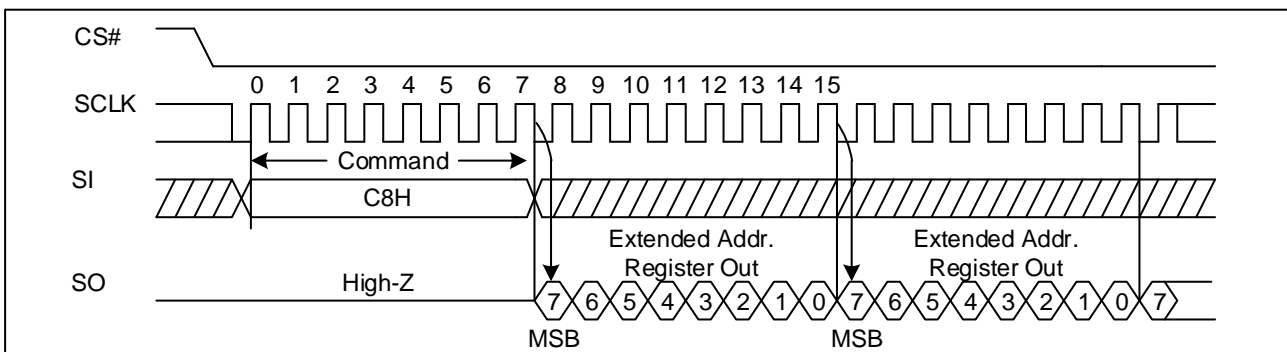 CS#
0 1 2 3 4 5 6 7 8 9 10 11 12 13 14 15
SCLK
Command
SI
C8H
Extended Addr.
Register Out
Extended Addr.
Register Out
SO
High-Z
7 6 5 4 3 2 1 0 7 6 5 4 3 2 1 0 7
MSB
MSB